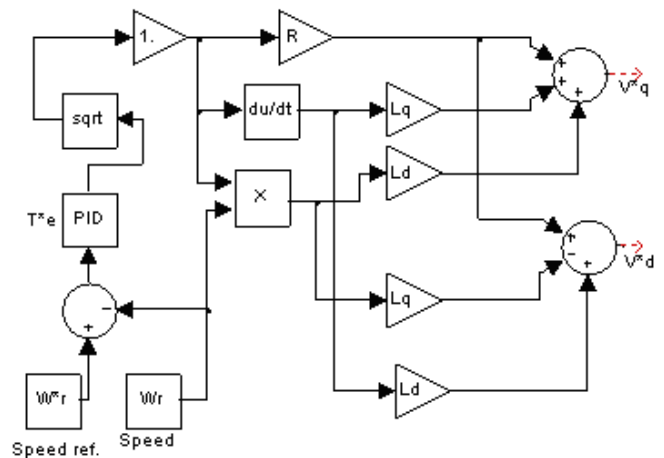 1.
R
+
+
+
V*q
sqrt
du/dt
Lq
Ld
X
T*e
PID
+
-
+
V*d
-
+
Lq
W*r
Wr
Ld
Speed ref.
Speed